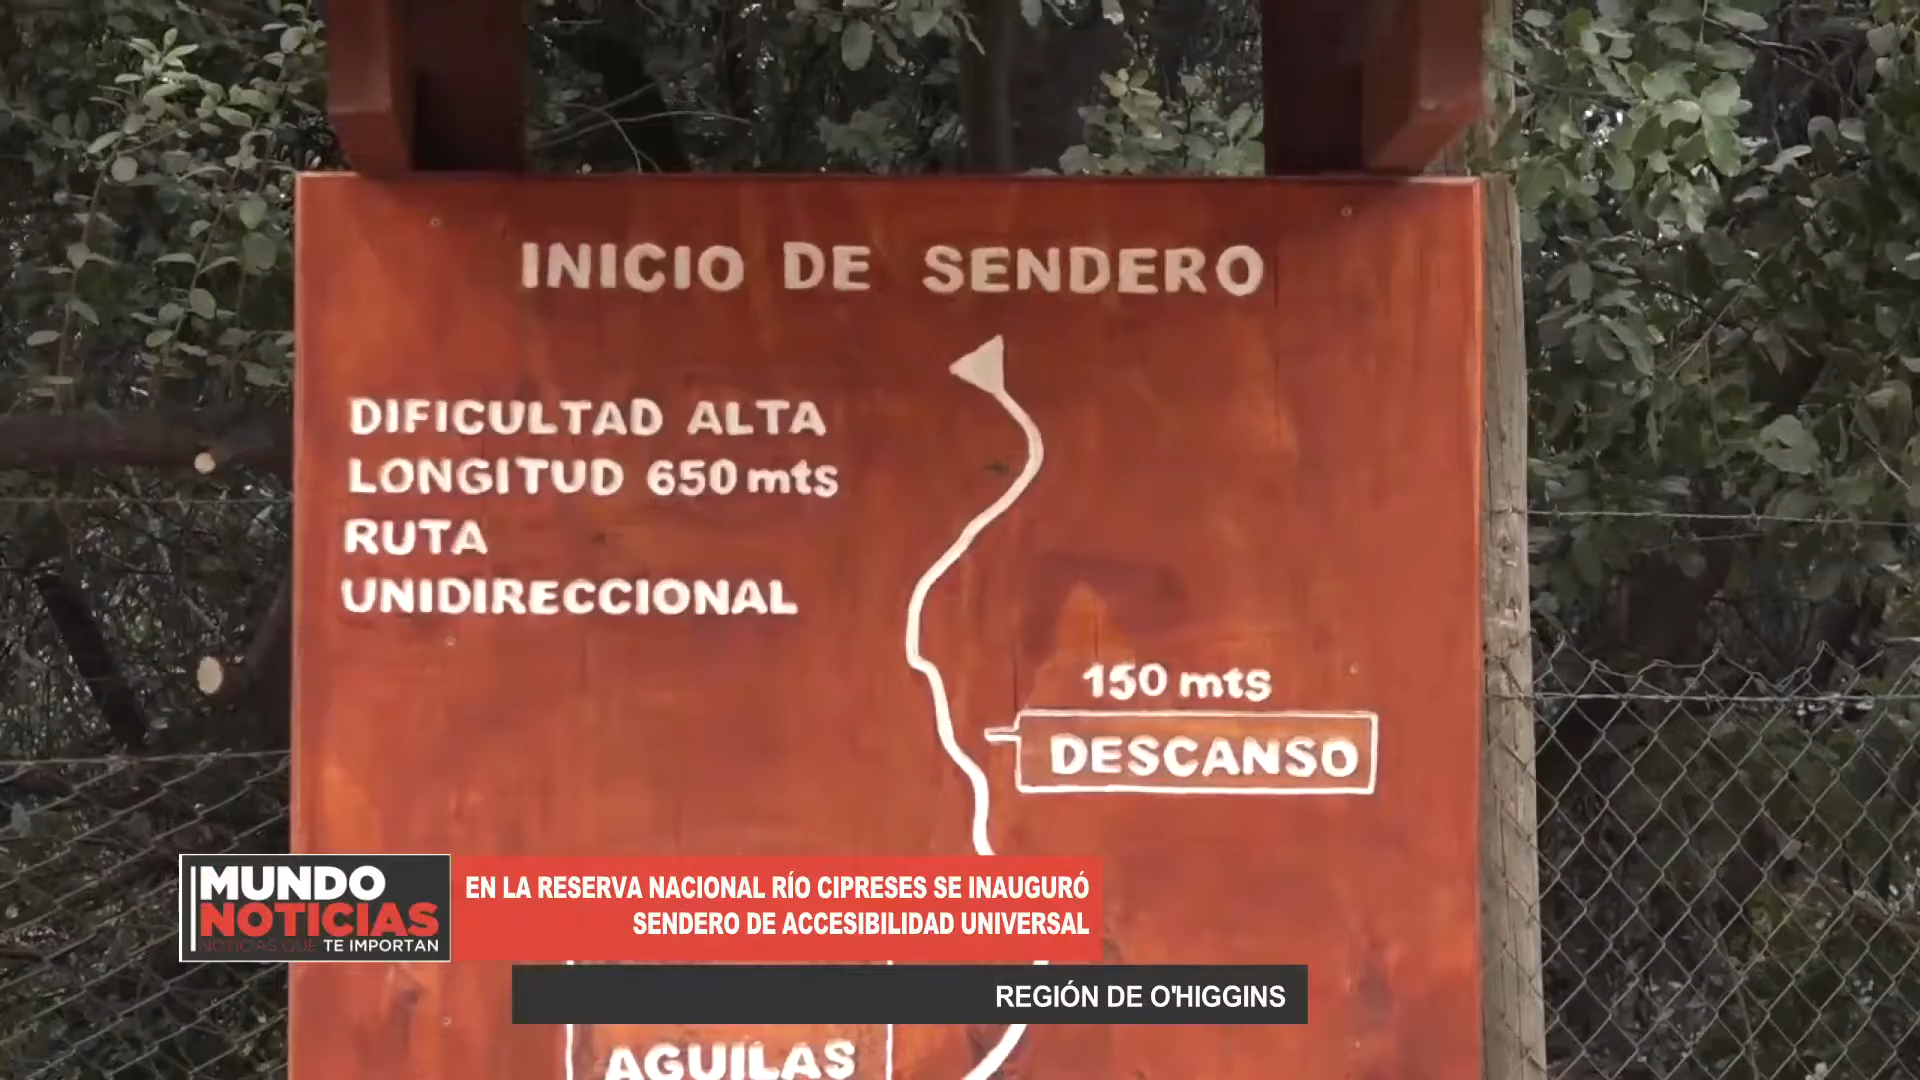 INICIO DE SENDERO
DIFICULTAD ALTA
LONGITUD 650 mts
RUTA
UNIDIRECCIONAL
150 mts
DESCANSO
MUNDO
NOTICIAS
NOTICIAS QUE TE IMPORTAN
EN LA RESERVA NACIONAL RÍO CIPRESES SE INAUGURÓ
SENDERO DE ACCESIBILIDAD UNIVERSAL
REGIÓN DE O'HIGGINS
AGUILAS